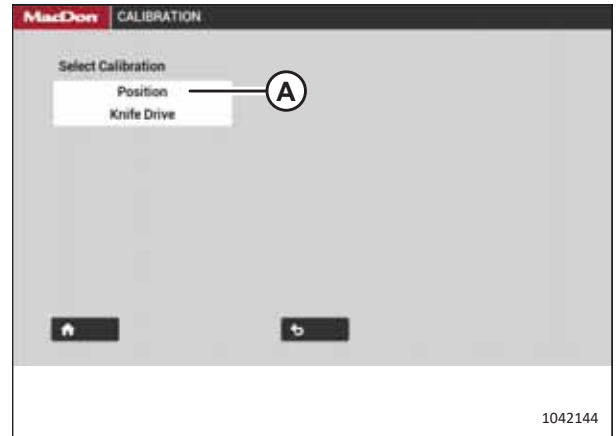 MacDon CALIBRATION
Select Calibration
Position
A
Knife Drive
1042144